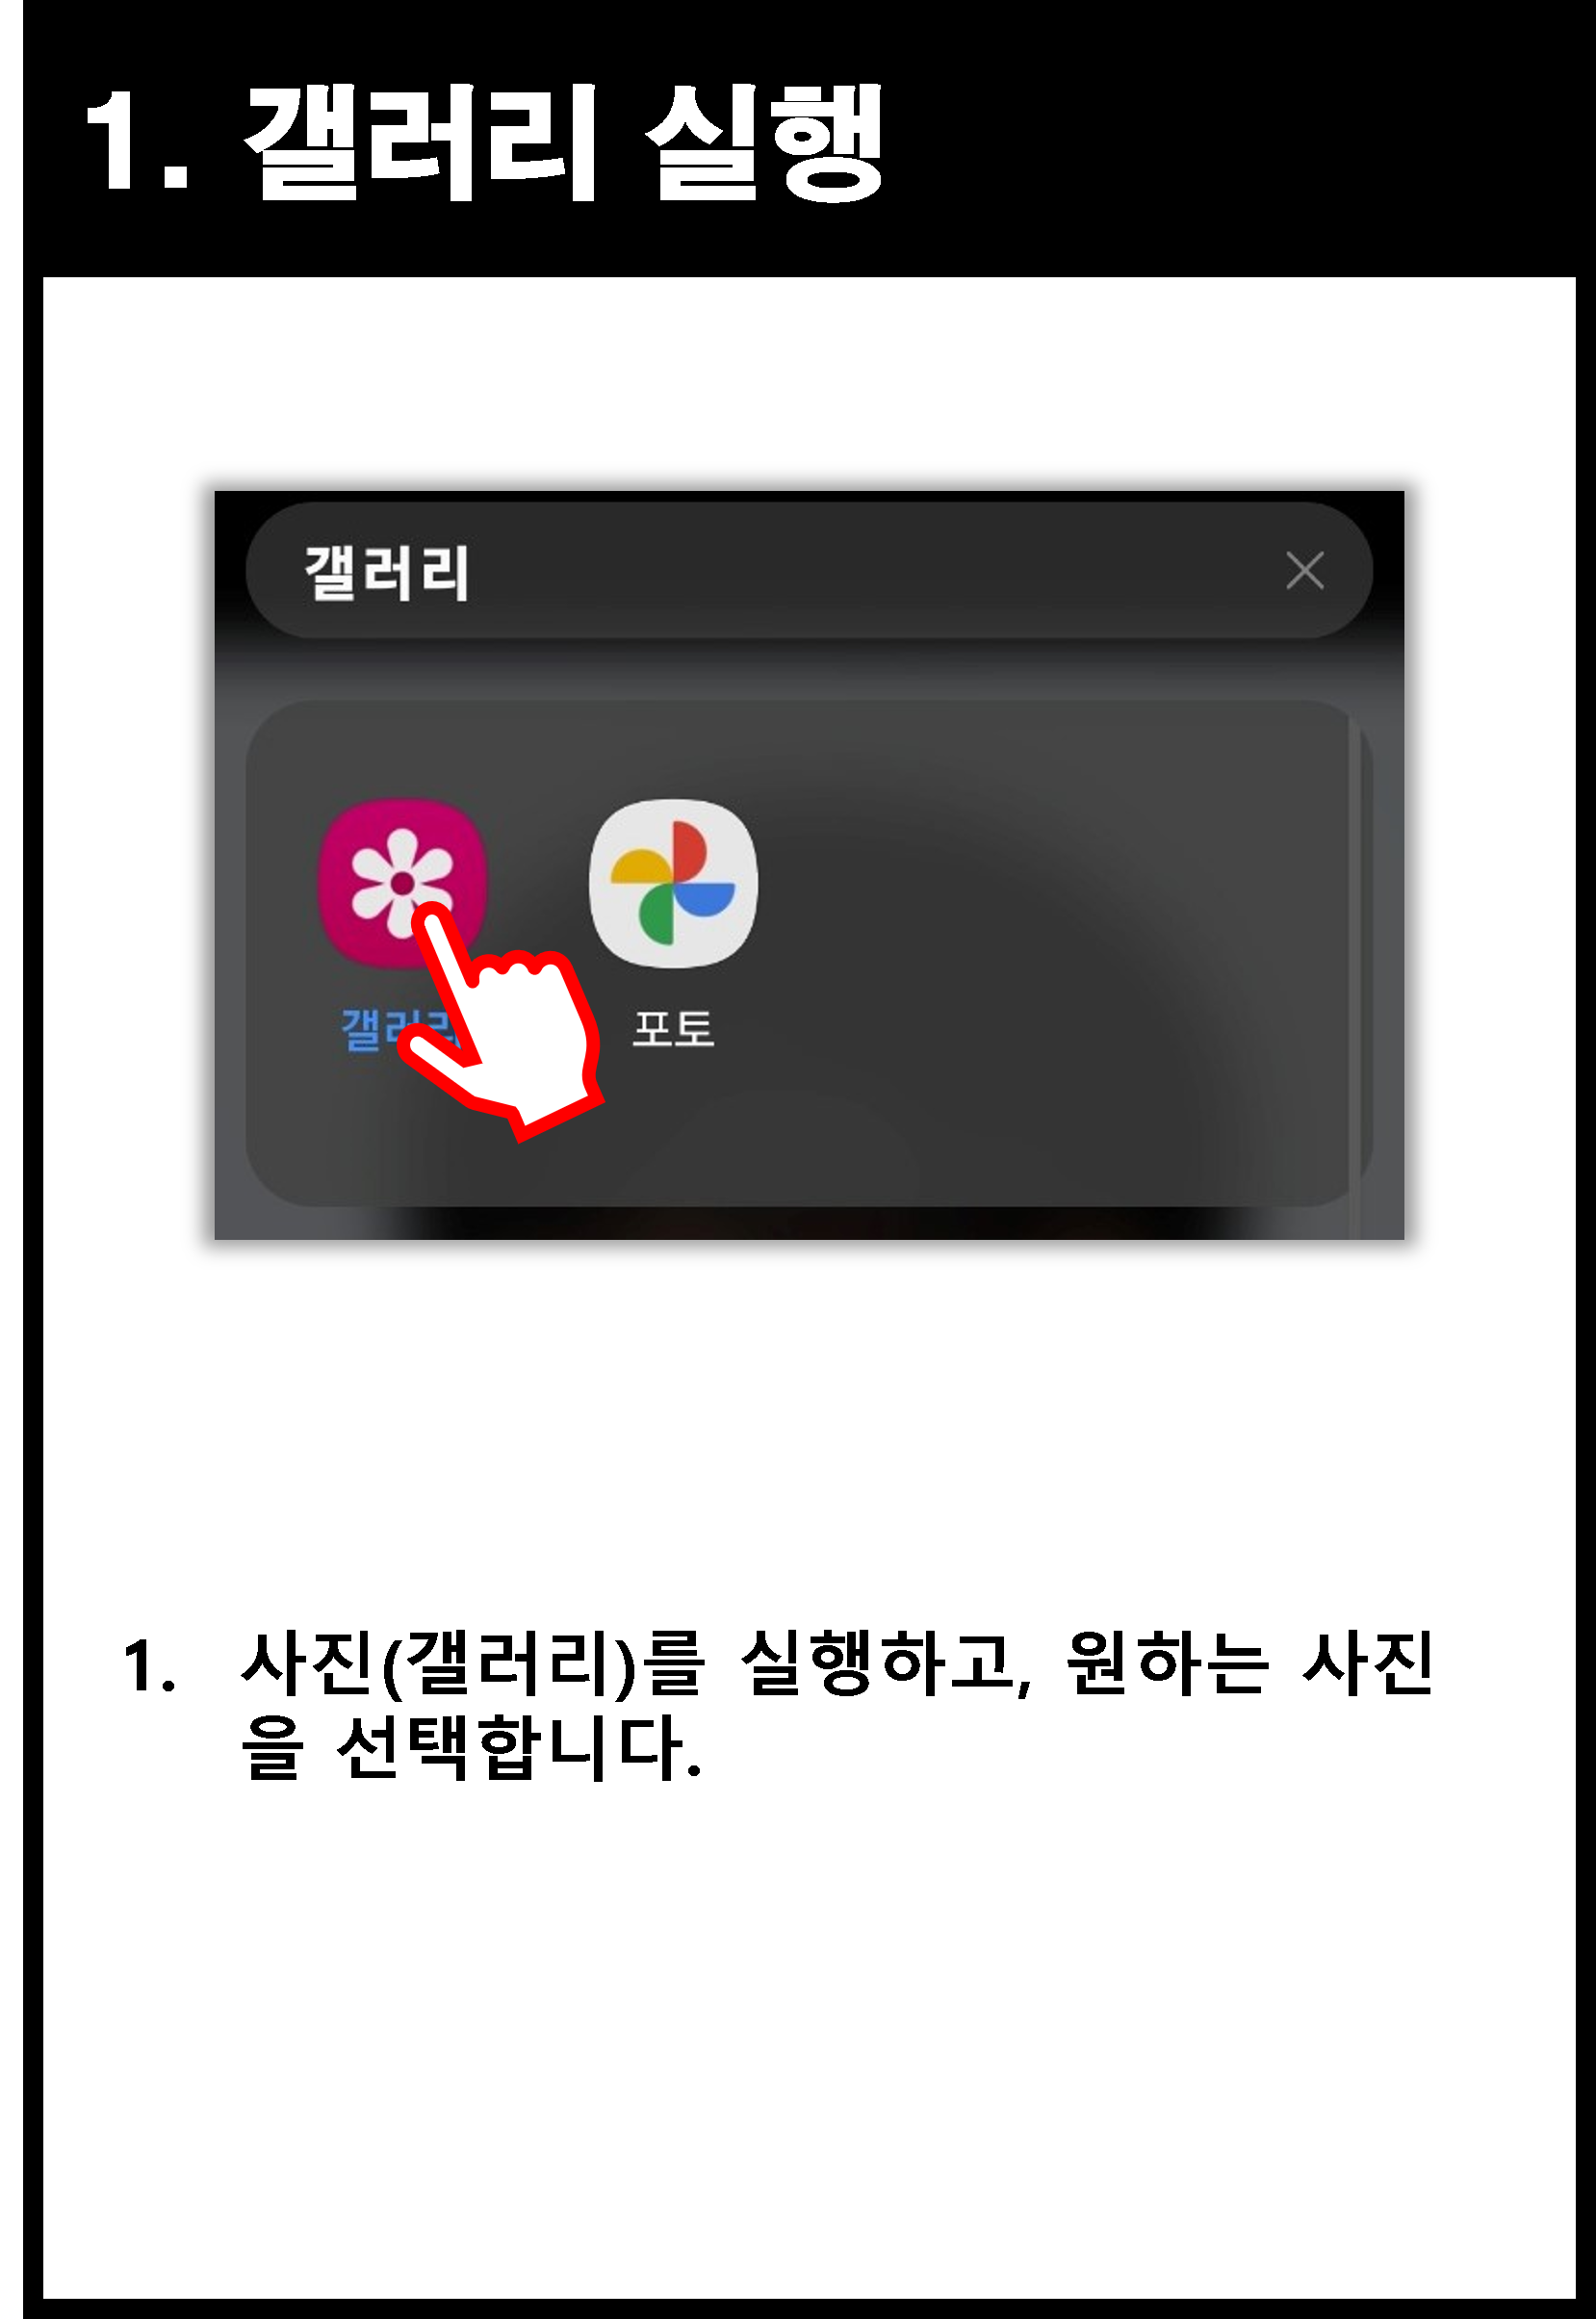 1. 갤러리 실행
갤러리
갤러리
포토
1. 사진(갤러리)를 실행하고, 원하는 사진
을 선택합니다.